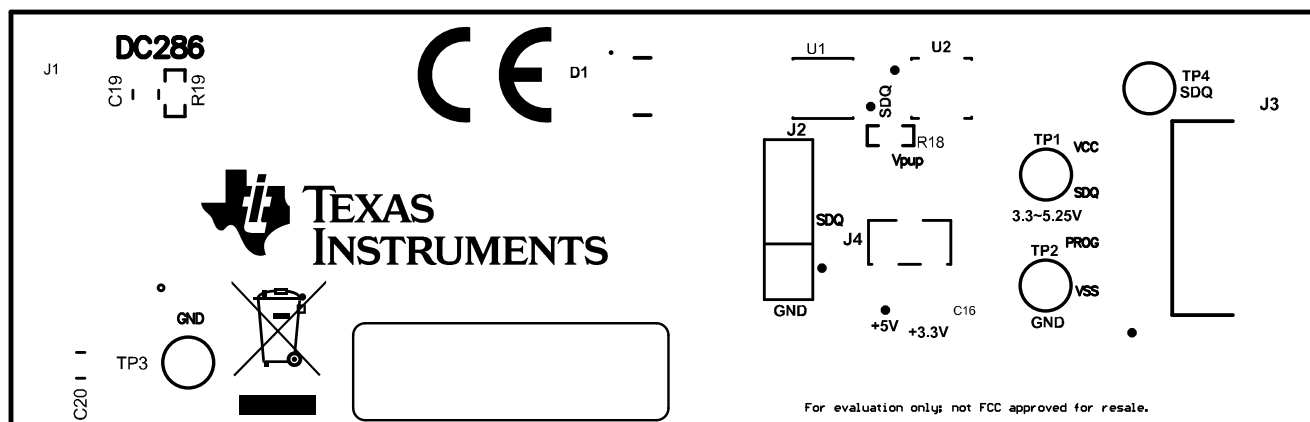 DC286
J1
C19
R19
D1
U1
U2
SDQ
TP4
SDQ
J3
J2
R18
Vpup
TP1
VCC
SDQ
3.3~5.25V
TEXAS
INSTRUMENTS
SDQ
J4
PROG
TP2
VSS
GND
GND
+5V
+3.3V
C16
GND
TP3
C20
For evaluation only; not FCC approved for resale.